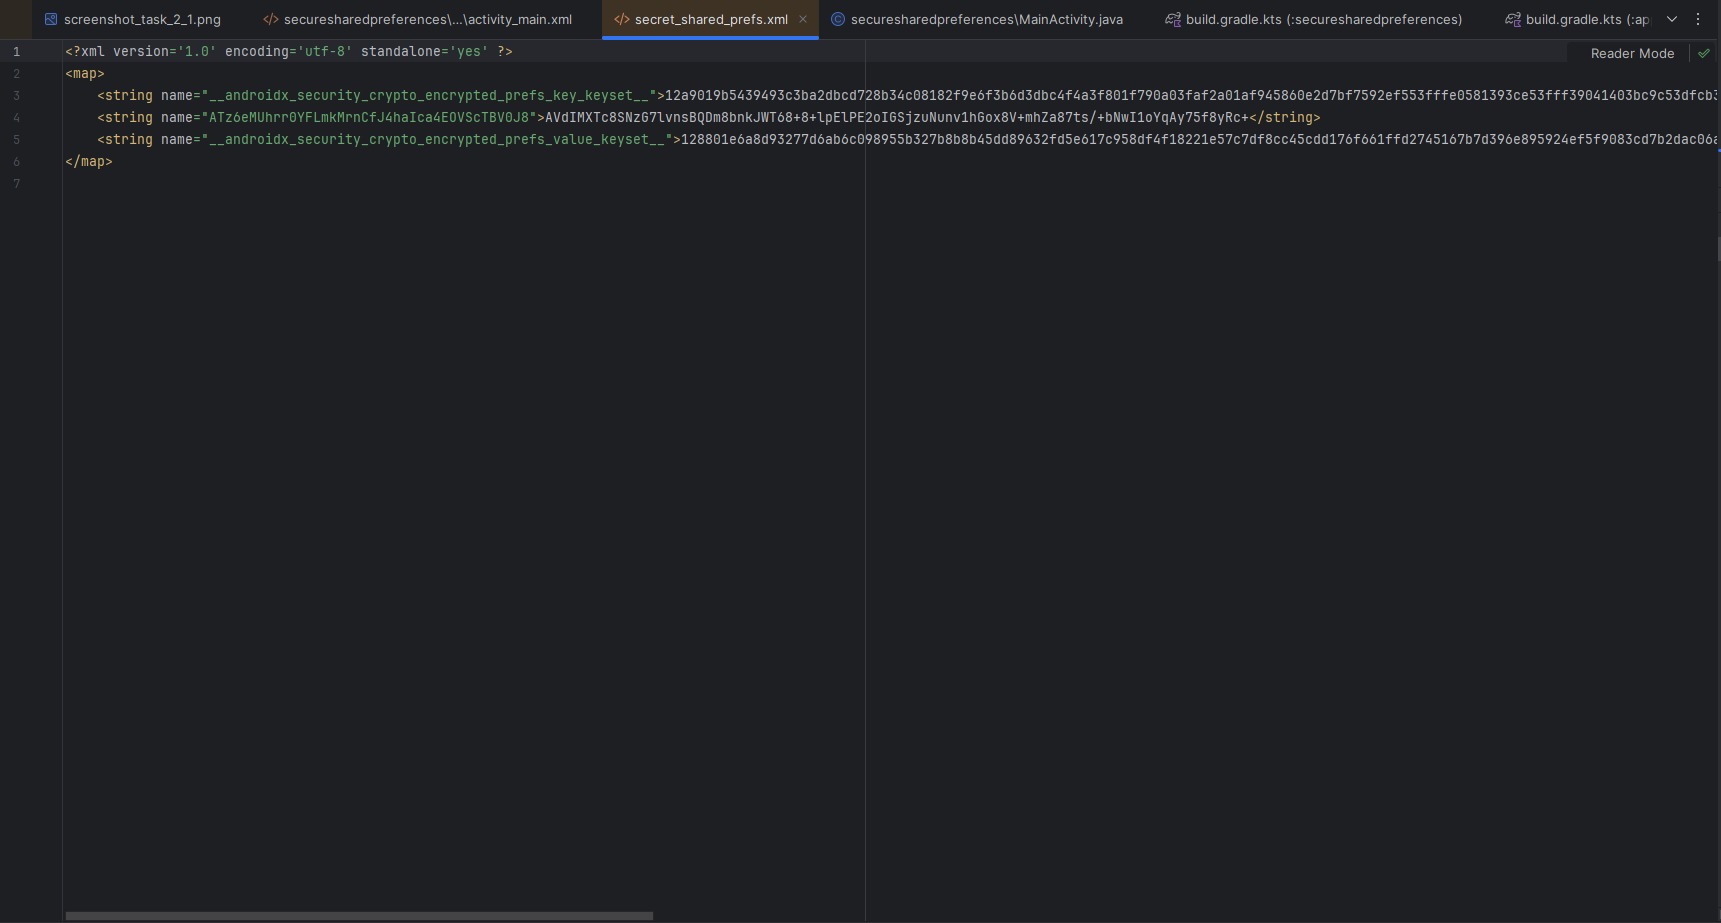 screenshot_task_2_1.png securesharedpreferences\...\activity_main.xml secret_shared_prefs.xml securesharedpreferences\MainActivity.java build.gradle.kts (:securesharedpreferences) build.gradle.kts (:ap
Reader Mode
1 <?xml version='1.0' encoding='utf-8' standalone='yes' ?>
2 <map>
3 <string name="__androidx_security_crypto_encrypted_prefs_key_keyset__">12a9019b5439493c3ba2dbcd728b34c08182f9e6f3b6d3dbc4f4a3f801f790a03faf2a01af945860e2d7bf7592ef553fffe0581393ce53fff39041403bc9c53dfcb3
4 <string name="ATz6eMUhrr0YFLmkMrnCfJ4haIca4EOVScTBV0J8">AVdIMXTc8SNzG7lvnsBQDm8bnkJWT68+8+lpElPE2oIGSjzuNunv1hGox8V+mhZa87ts/+bNwI1oYqAy75f8yRc+</string>
5 <string name="__androidx_security_crypto_encrypted_prefs_value_keyset__">128801e6a8d93277d6ab6c098955b327b8b8b45dd89632fd5e617c958df4f18221e57c7df8cc45cdd176f661ffd2745167b7d396e895924ef5f9083cd7b2dac06a
6 </map>
7